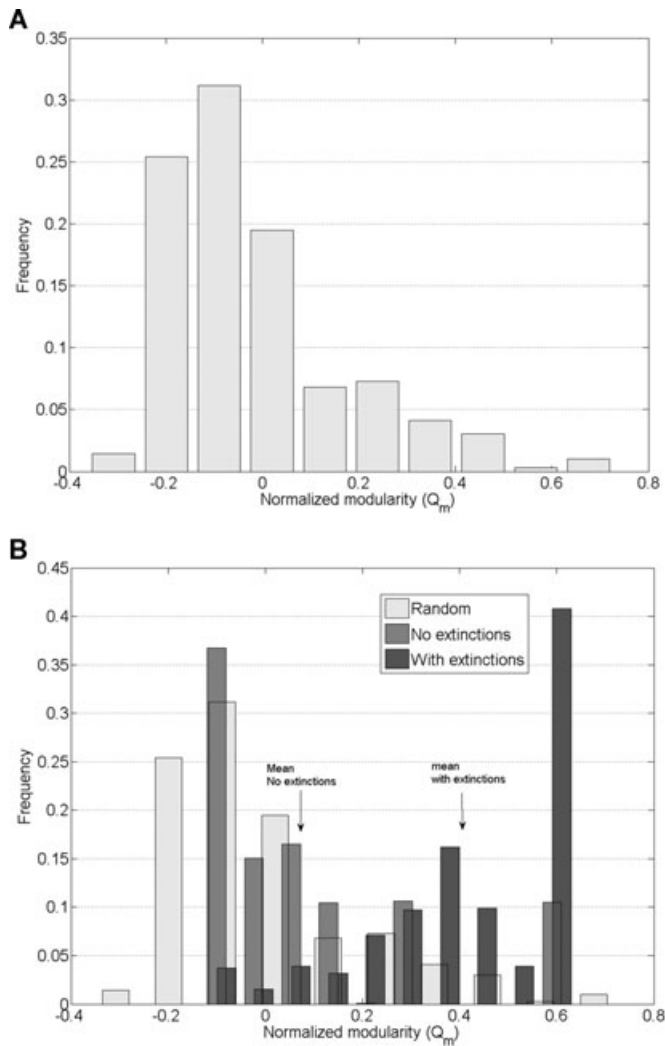 A
0.35
0.3
0.25
0.2
0.15
0.1
0.05
0
Frequency
-0.4 -0.2 0 0.2 0.4 0.6 0.8
Normalized modularity (Qm)
B
0.45
0.4
0.35
0.3
0.25
0.2
0.15
0.1
0.05
0
Frequency
Random
No extinctions
With extinctions
Mean
No extinctions
mean
with extinctions
-0.4 -0.2 0 0.2 0.4 0.6 0.8
Normalized modularity (Qm)